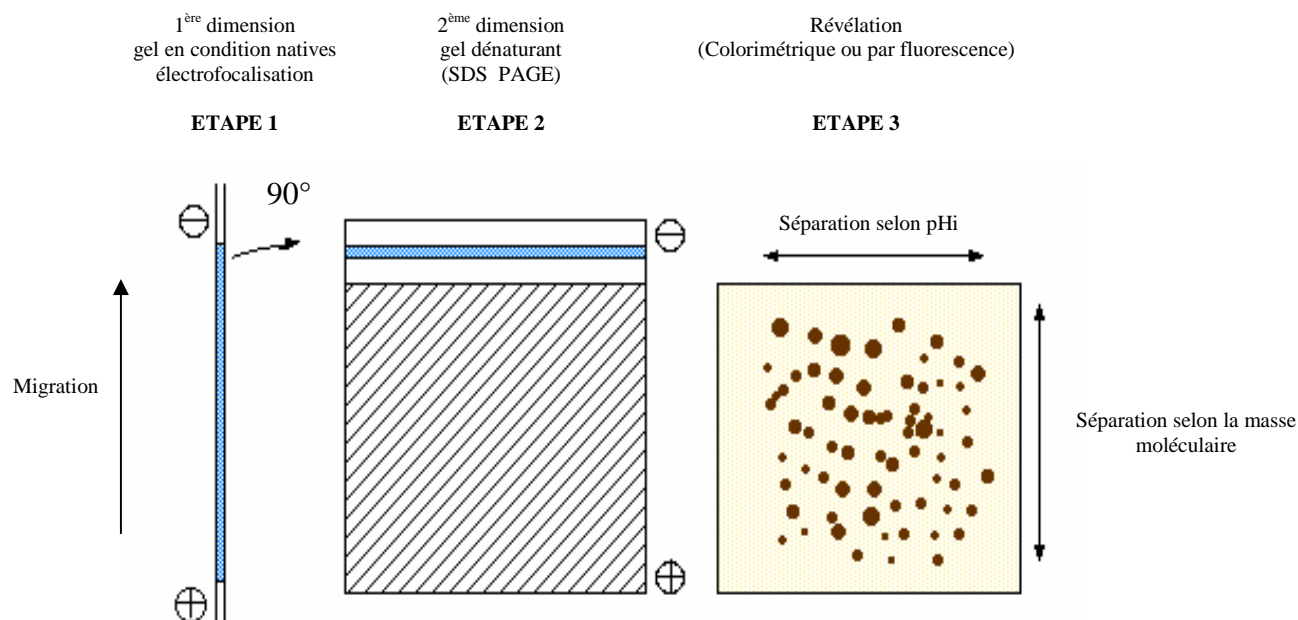 1ère dimension
gel en condition natives
électrofocalisation
ETAPE 1
2ème dimension
gel dénaturant
(SDS PAGE)
ETAPE 2
Révélation
(Colorimétrique ou par fluorescence)
ETAPE 3
90°
Migration
Séparation selon pHi
Séparation selon la masse
moléculaire